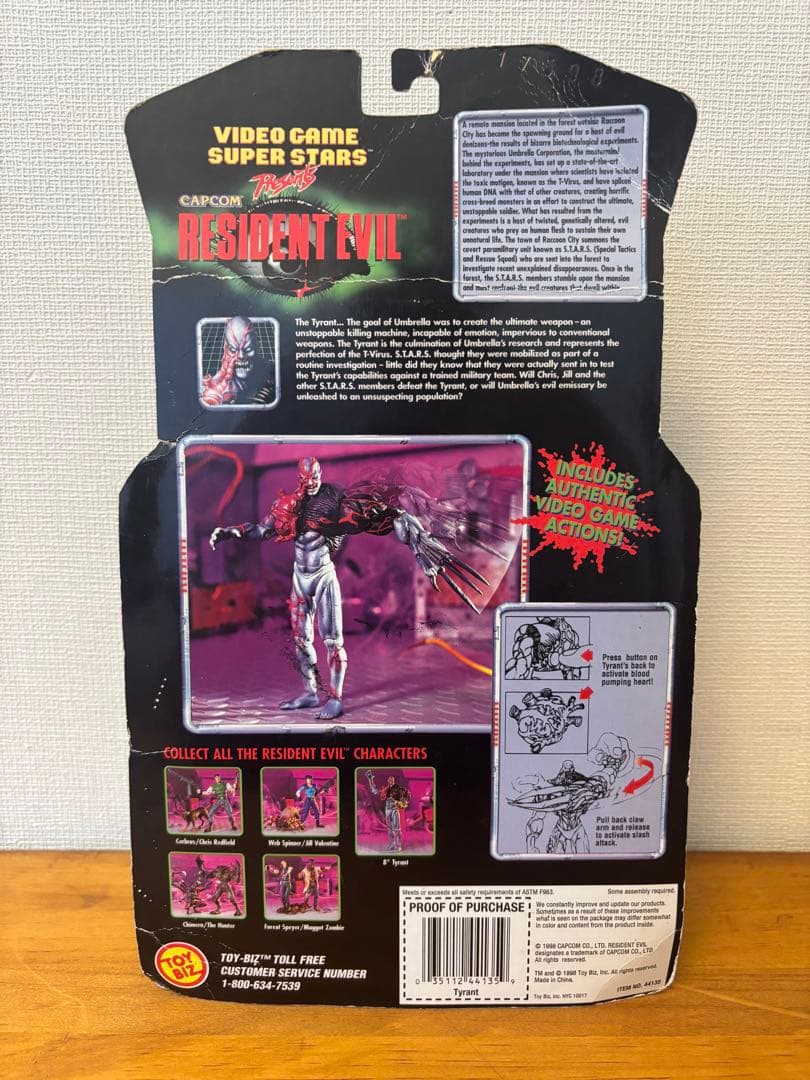 VIDEO GAME
SUPER STARS™
Presents
CAPCOM®
RESIDENT EVIL™
A remote mansion located in the forest outside Raccoon
City has become the spawning ground for a host of evil
denizens-the results of bizarre biotechnological experiments.
The mysterious Umbrella Corporation, the mastermind
behind the experiments, has set up a state-of-the-art
laboratory under the mansion where scientists have isolated
the toxic mutigen, known as the T-Virus, and have spliced
human DNA with that of other creatures, creating horrific
cross-breed monsters in an effort to construct the ultimate,
unstoppable soldier. What has resulted from the
experiments is a host of twisted, genetically altered, evil
creatures who prey on human flesh to sustain their own
unnatural life. The town of Raccoon City summons the
covert paramilitary unit known as S.T.A.R.S. (Special Tactics
and Rescue Squad) who are sent into the forest to
investigate recent unexplained disappearances. Once in the
forest, the S.T.A.R.S. members stumble upon the mansion
and must confront the evil creatures that dwell within.
The Tyrant... The goal of Umbrella was to create the ultimate weapon - an
unstoppable killing machine, incapable of emotion, impervious to conventional
weapons. The Tyrant is the culmination of Umbrella's research and represents the
perfection of the T-Virus. S.T.A.R.S. thought they were mobilized as part of a
routine investigation - little did they know that they were actually sent in to test
the Tyrant's capabilities against a trained military team. Will Chris, Jill and the
other S.T.A.R.S. members defeat the Tyrant, or will Umbrella's evil emissary be
unleashed to an unsuspecting population?
INCLUDES
AUTHENTIC
VIDEO GAME
ACTIONS!
Press button on
Tyrant's back to
activate blood
pumping heart!
Pull back claw
arm and release
to activate slash
attack.
COLLECT ALL THE RESIDENT EVIL™ CHARACTERS
Cerberus/Chris Redfield
Web Spinner/Jill Valentine
8" Tyrant
Chimera/The Hunter
Forest Speyer/Maggot Zombie
TOY
BIZ
TOY-BIZ™ TOLL FREE
CUSTOMER SERVICE NUMBER
1-800-634-7539
Meets or exceeds all safety requirements of ASTM F963.
Some assembly required.
PROOF OF PURCHASE
0 35112 44135 9
Tyrant
We constantly improve and update our products.
Sometimes as a result of these improvements
what is seen on the package may differ somewhat
in color and content from the product inside.
© 1998 CAPCOM CO., LTD. RESIDENT EVIL
designates a trademark of CAPCOM CO., LTD.
All rights reserved.
TM and © 1998 Toy Biz, Inc. All rights reserved.
Made in China.
Toy Biz, Inc. NYC 10017
ITEM NO. 44135